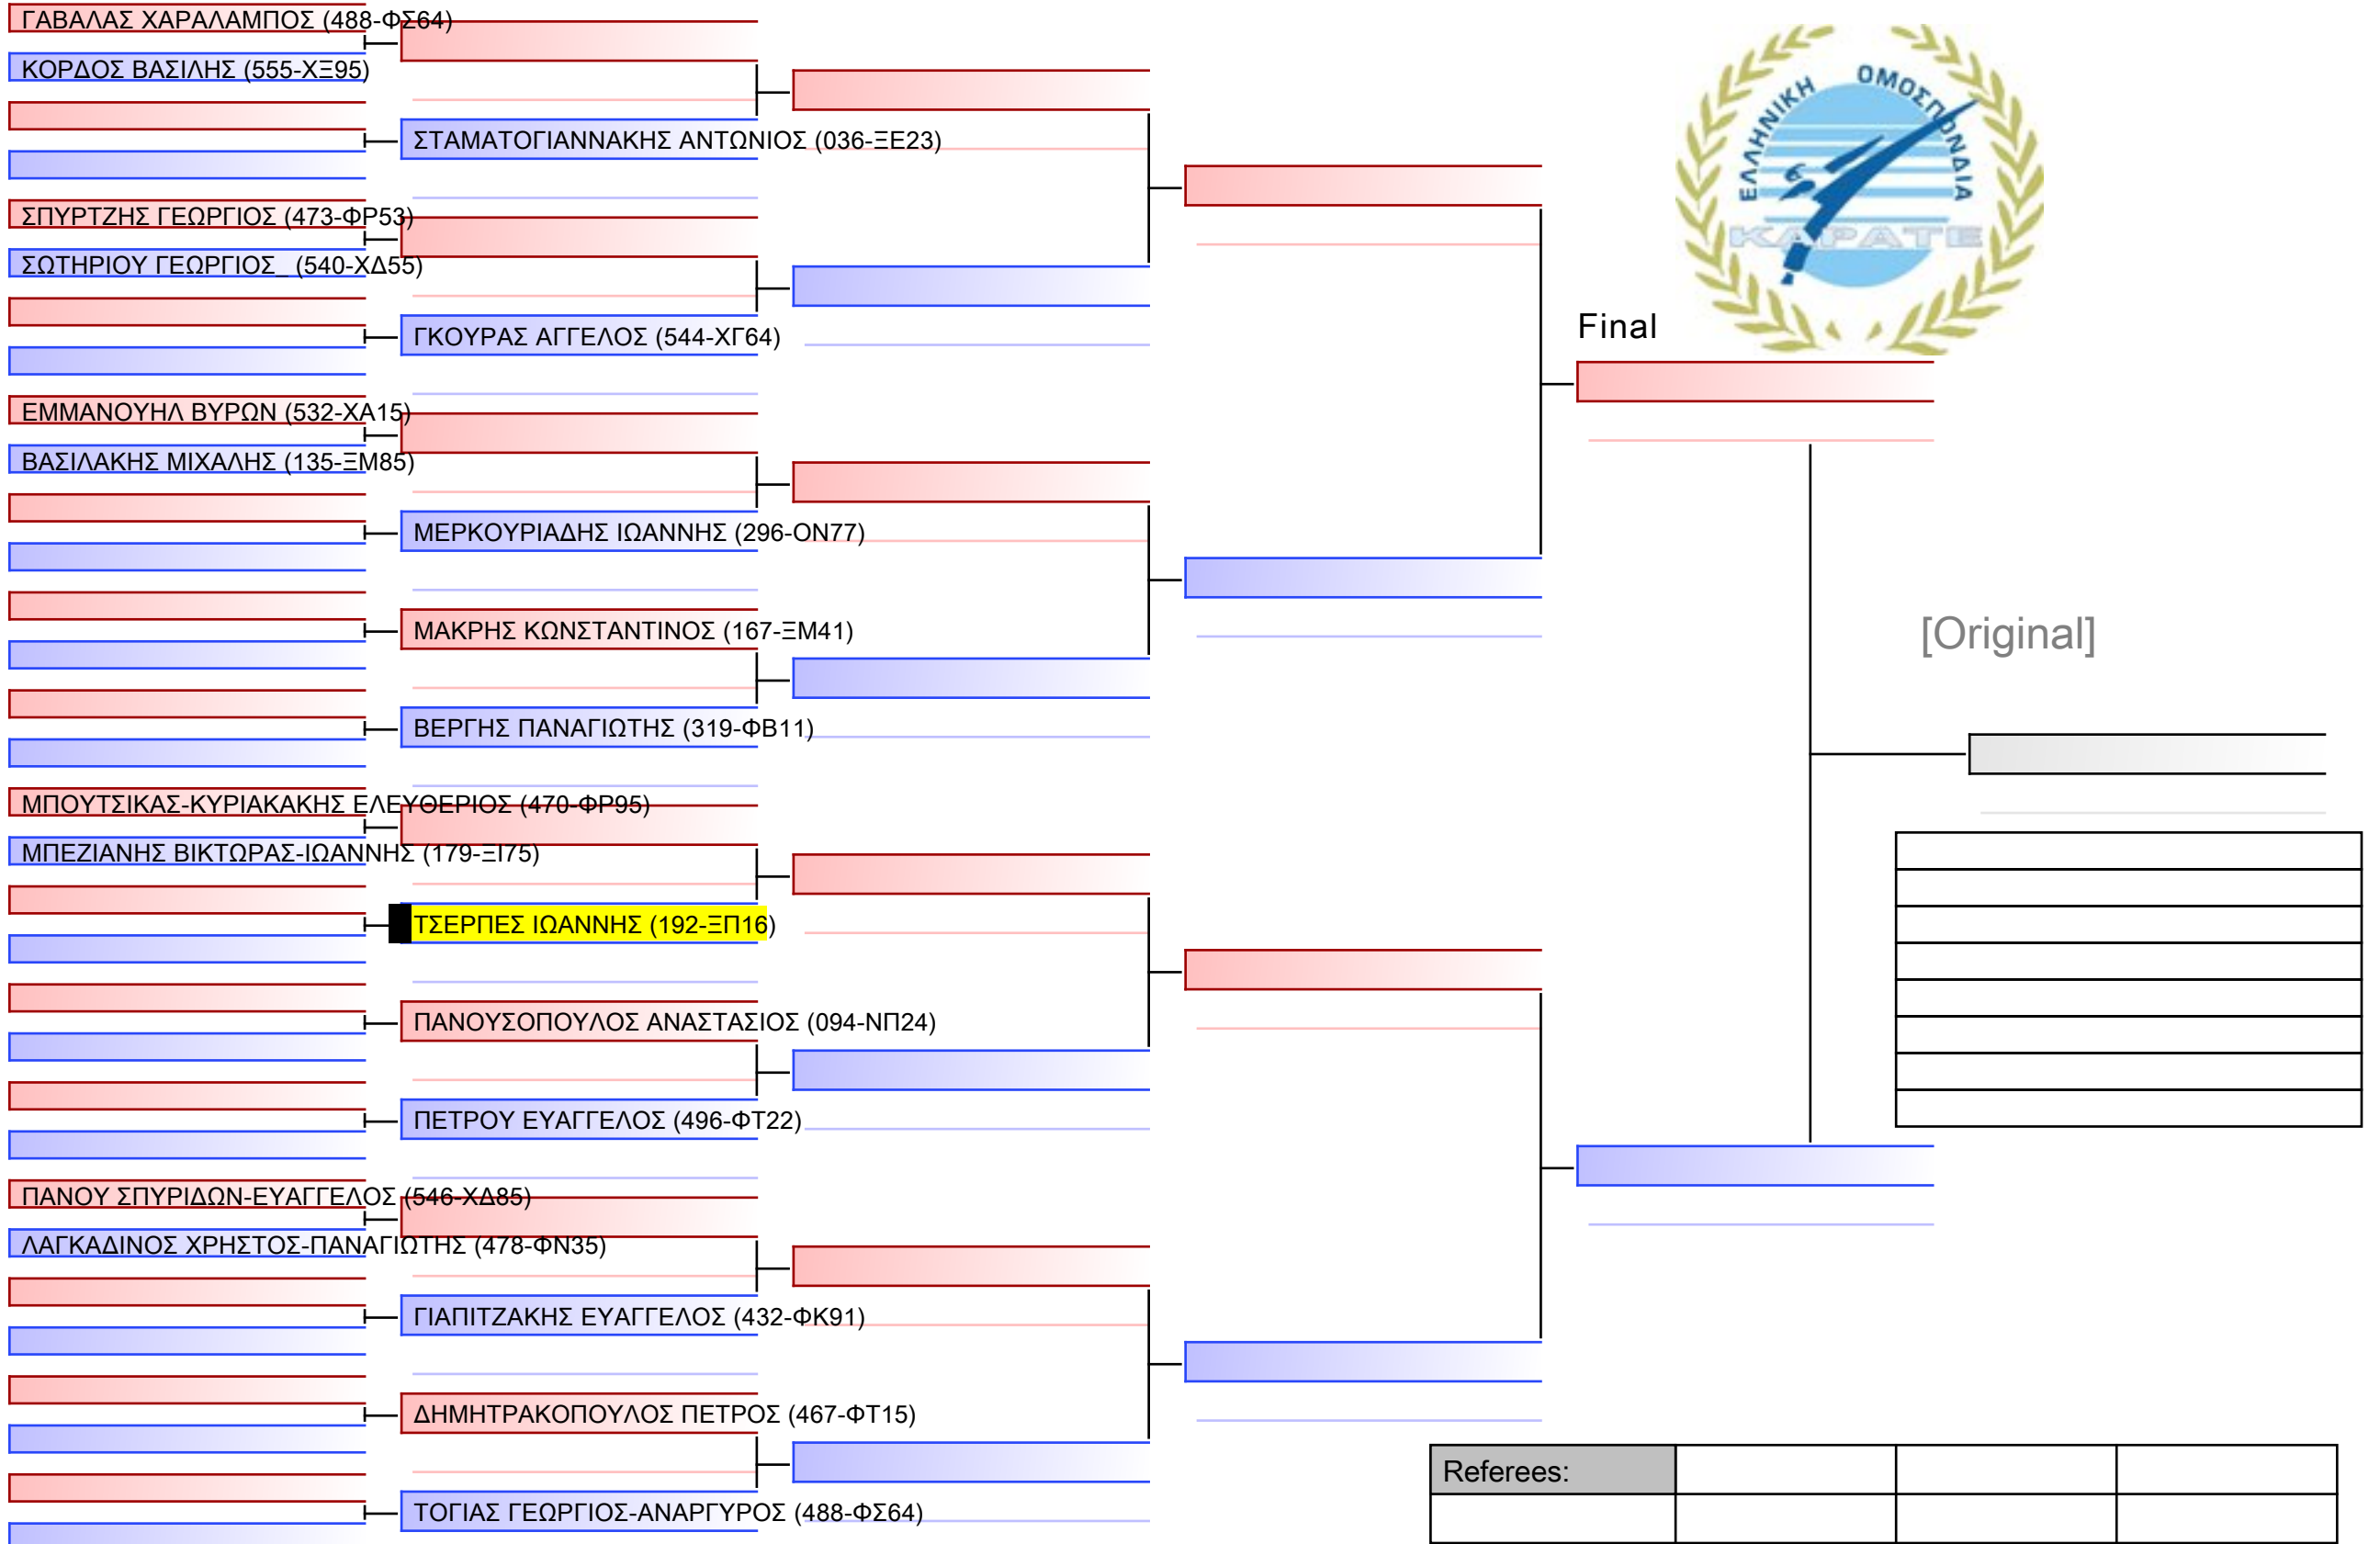 ΓΑΒΑΛΑΣ ΧΑΡΑΛΑΜΠΟΣ (488-ΦΣ64)
ΚΟΡΔΟΣ ΒΑΣΙΛΗΣ (555-ΧΞ95)
ΣΤΑΜΑΤΟΓΙΑΝΝΑΚΗΣ ΑΝΤΩΝΙΟΣ (036-ΞΕ23)
ΣΠΥΡΤΖΗΣ ΓΕΩΡΓΙΟΣ (473-ΦΡ53)
ΣΩΤΗΡΙΟΥ ΓΕΩΡΓΙΟΣ_ (540-ΧΔ55)
ΓΚΟΥΡΑΣ ΑΓΓΕΛΟΣ (544-ΧΓ64)
ΕΜΜΑΝΟΥΗΛ ΒΥΡΩΝ (532-ΧΑ15)
ΒΑΣΙΛΑΚΗΣ ΜΙΧΑΛΗΣ (135-ΞΜ85)
ΜΕΡΚΟΥΡΙΑΔΗΣ ΙΩΑΝΝΗΣ (296-ΟΝ77)
ΜΑΚΡΗΣ ΚΩΝΣΤΑΝΤΙΝΟΣ (167-ΞΜ41)
ΒΕΡΓΗΣ ΠΑΝΑΓΙΩΤΗΣ (319-ΦΒ11)
ΜΠΟΥΤΣΙΚΑΣ-ΚΥΡΙΑΚΑΚΗΣ ΕΛΕΥΘΕΡΙΟΣ (470-ΦΡ95)
ΜΠΕΖΙΑΝΗΣ ΒΙΚΤΩΡΑΣ-ΙΩΑΝΝΗΣ (179-ΞΙ75)
ΤΣΕΡΠΕΣ ΙΩΑΝΝΗΣ (192-ΞΠ16)
ΠΑΝΟΥΣΟΠΟΥΛΟΣ ΑΝΑΣΤΑΣΙΟΣ (094-ΝΠ24)
ΠΕΤΡΟΥ ΕΥΑΓΓΕΛΟΣ (496-ΦΤ22)
ΠΑΝΟΥ ΣΠΥΡΙΔΩΝ-ΕΥΑΓΓΕΛΟΣ (546-ΧΔ85)
ΛΑΓΚΑΔΙΝΟΣ ΧΡΗΣΤΟΣ-ΠΑΝΑΓΙΩΤΗΣ (478-ΦΝ35)
ΓΙΑΠΙΤΖΑΚΗΣ ΕΥΑΓΓΕΛΟΣ (432-ΦΚ91)
ΔΗΜΗΤΡΑΚΟΠΟΥΛΟΣ ΠΕΤΡΟΣ (467-ΦΤ15)
ΤΟΓΙΑΣ ΓΕΩΡΓΙΟΣ-ΑΝΑΡΓΥΡΟΣ (488-ΦΣ64)
ΕΛΛΗΝΙΚΗ ΟΜΟΣΠΟΝΔΙΑ
ΚΑΡΑΤΕ
Final
[Original]
Referees: